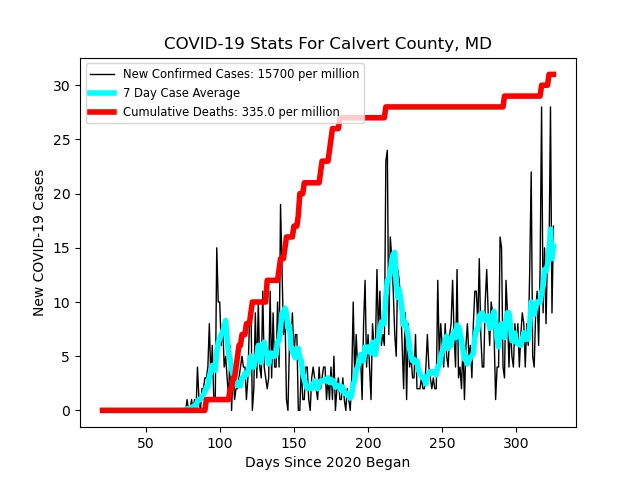 COVID-19 Stats For Calvert County, MD
New Confirmed Cases: 15700 per million
7 Day Case Average
Cumulative Deaths: 335.0 per million
New COVID-19 Cases
30
25
20
15
10
5
0
50 100 150 200 250 300
Days Since 2020 Began